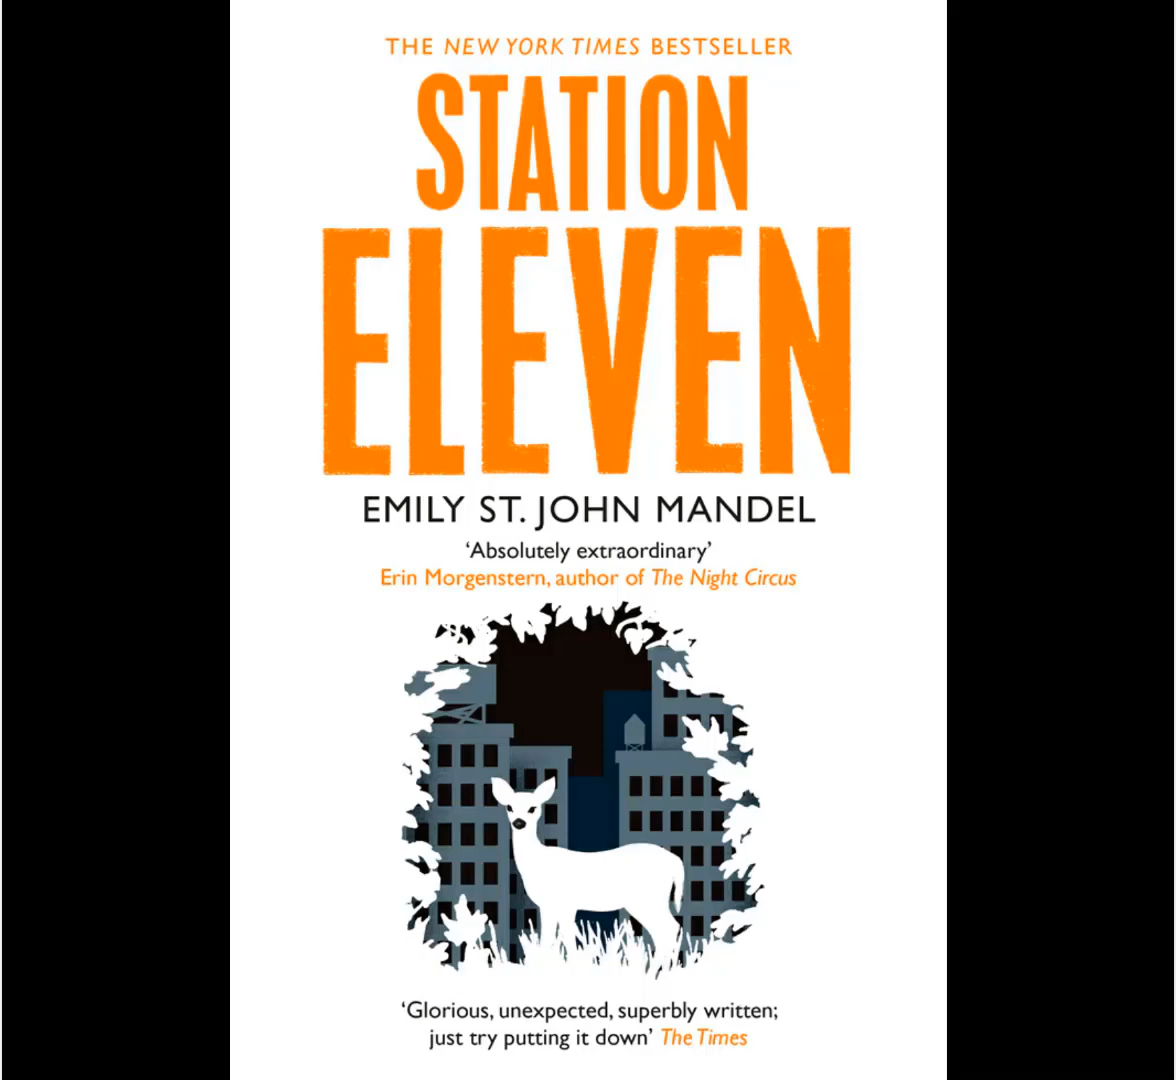 THE NEW YORK TIMES BESTSELLER
STATION
ELEVEN
EMILY ST. JOHN MANDEL
‘Absolutely extraordinary’
Erin Morgenstern, author of The Night Circus
‘Glorious, unexpected, superbly written;
just try putting it down’ The Times